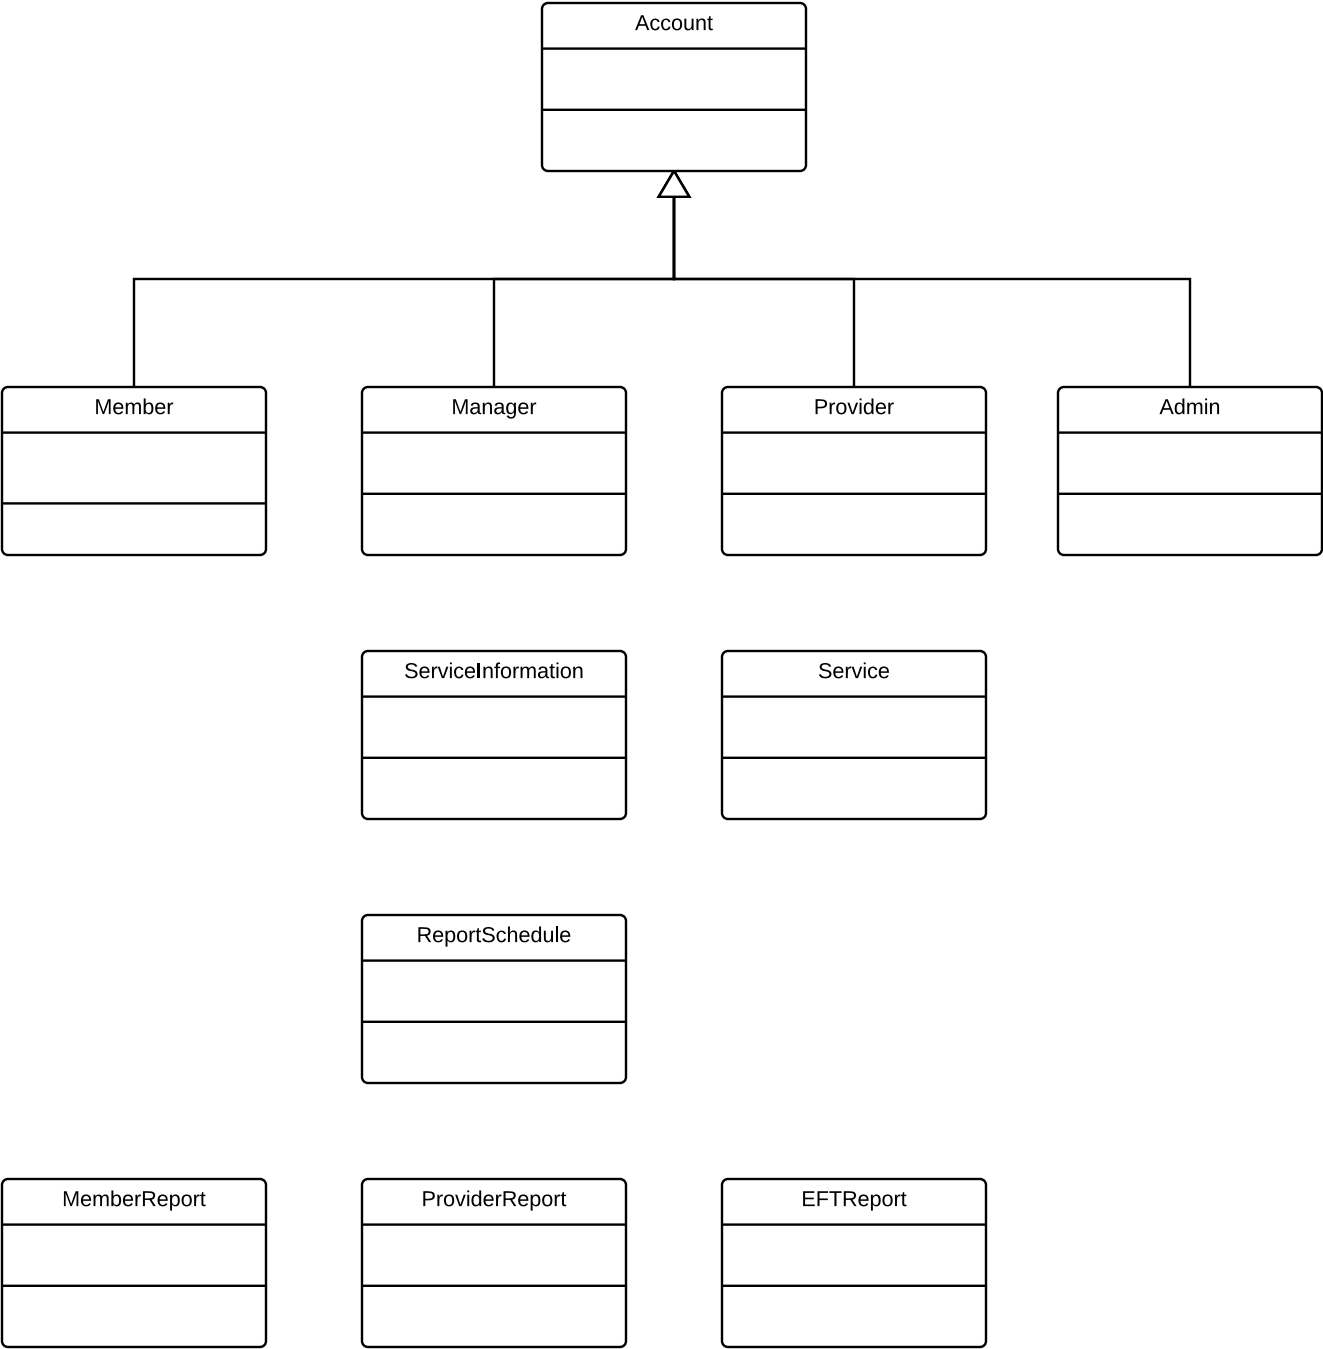 Account
Member
Manager
Provider
Admin
ServiceInformation
Service
ReportSchedule
MemberReport
ProviderReport
EFTReport